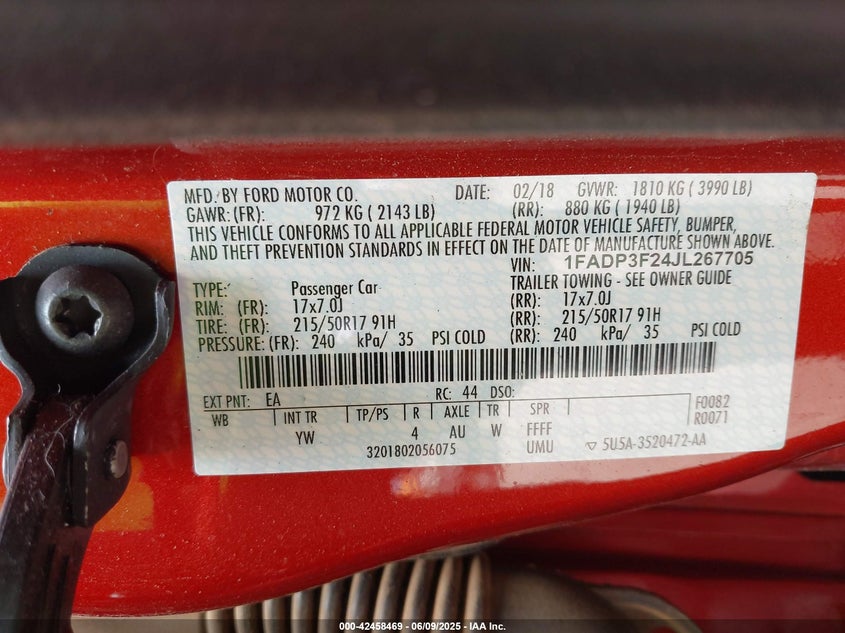 MFD. BY FORD MOTOR CO. DATE: 02/18 GVWR: 1810 KG ( 3990 LB)
GAWR: (FR): 972 KG ( 2143 LB) (RR): 880 KG ( 1940 LB)
THIS VEHICLE CONFORMS TO ALL APPLICABLE FEDERAL MOTOR VEHICLE SAFETY, BUMPER,
AND THEFT PREVENTION STANDARDS IN EFFECT ON THE DATE OF MANUFACTURE SHOWN ABOVE.
VIN: 1FADP3F24JL267705
TYPE: Passenger Car TRAILER TOWING - SEE OWNER GUIDE
RIM: (FR): 17x7.0J (RR): 17x7.0J
TIRE: (FR): 215/50R17 91H (RR): 215/50R17 91H
PRESSURE: (FR): 240 kPa/ 35 PSI COLD (RR): 240 kPa/ 35 PSI COLD
EXT PNT: EA RC: 44 DSO: F0082
WB INT TR TP/PS R AXLE TR SPR R0071
YW 4 AU W FFFF
3201802056075 UMU ▽ 5U5A-3520472-AA
000-42458469 - 06/09/2025 - IAA Inc.